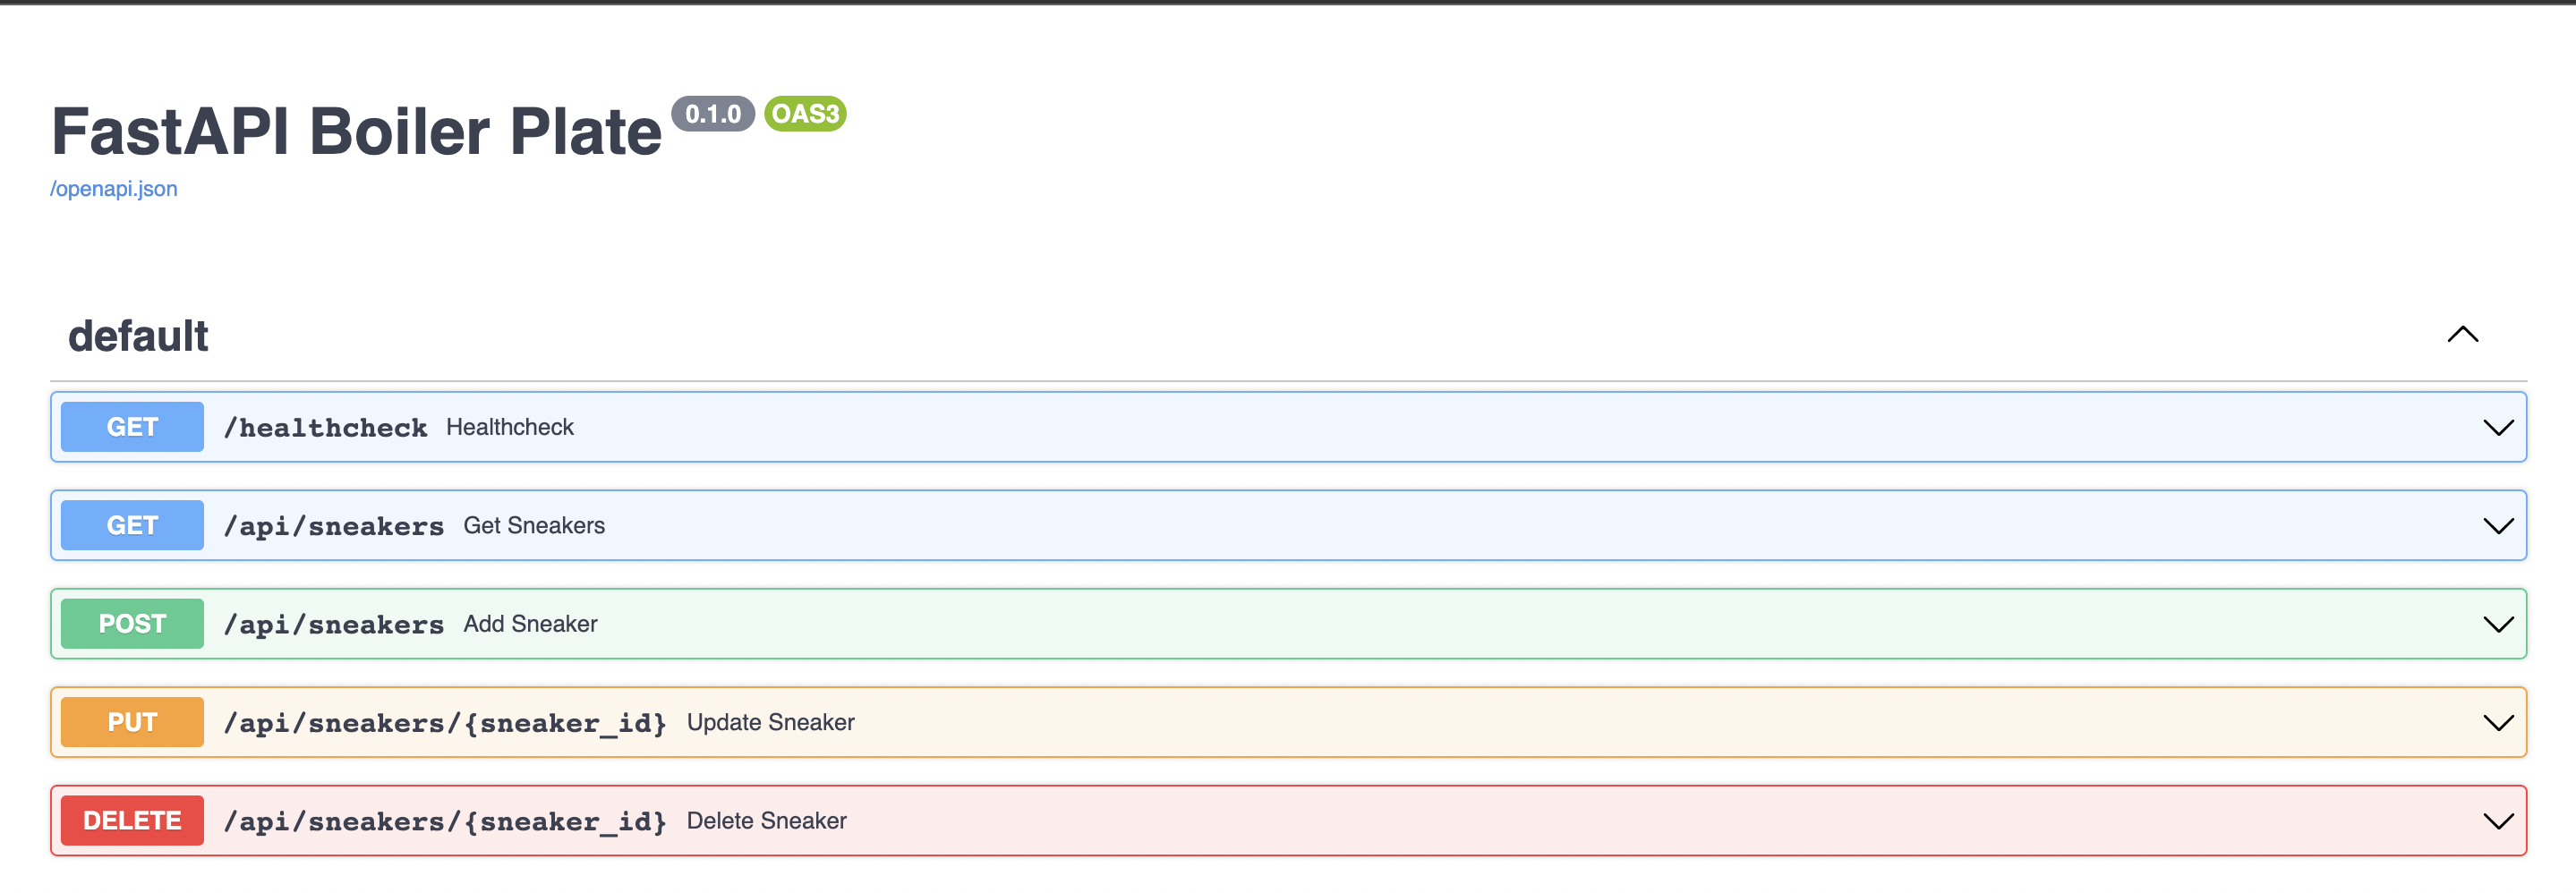 FastAPI Boiler Plate 0.1.0 OAS3
/openapi.json
default
GET /healthcheck Healthcheck
GET /api/sneakers Get Sneakers
POST /api/sneakers Add Sneaker
PUT /api/sneakers/{sneaker_id} Update Sneaker
DELETE /api/sneakers/{sneaker_id} Delete Sneaker